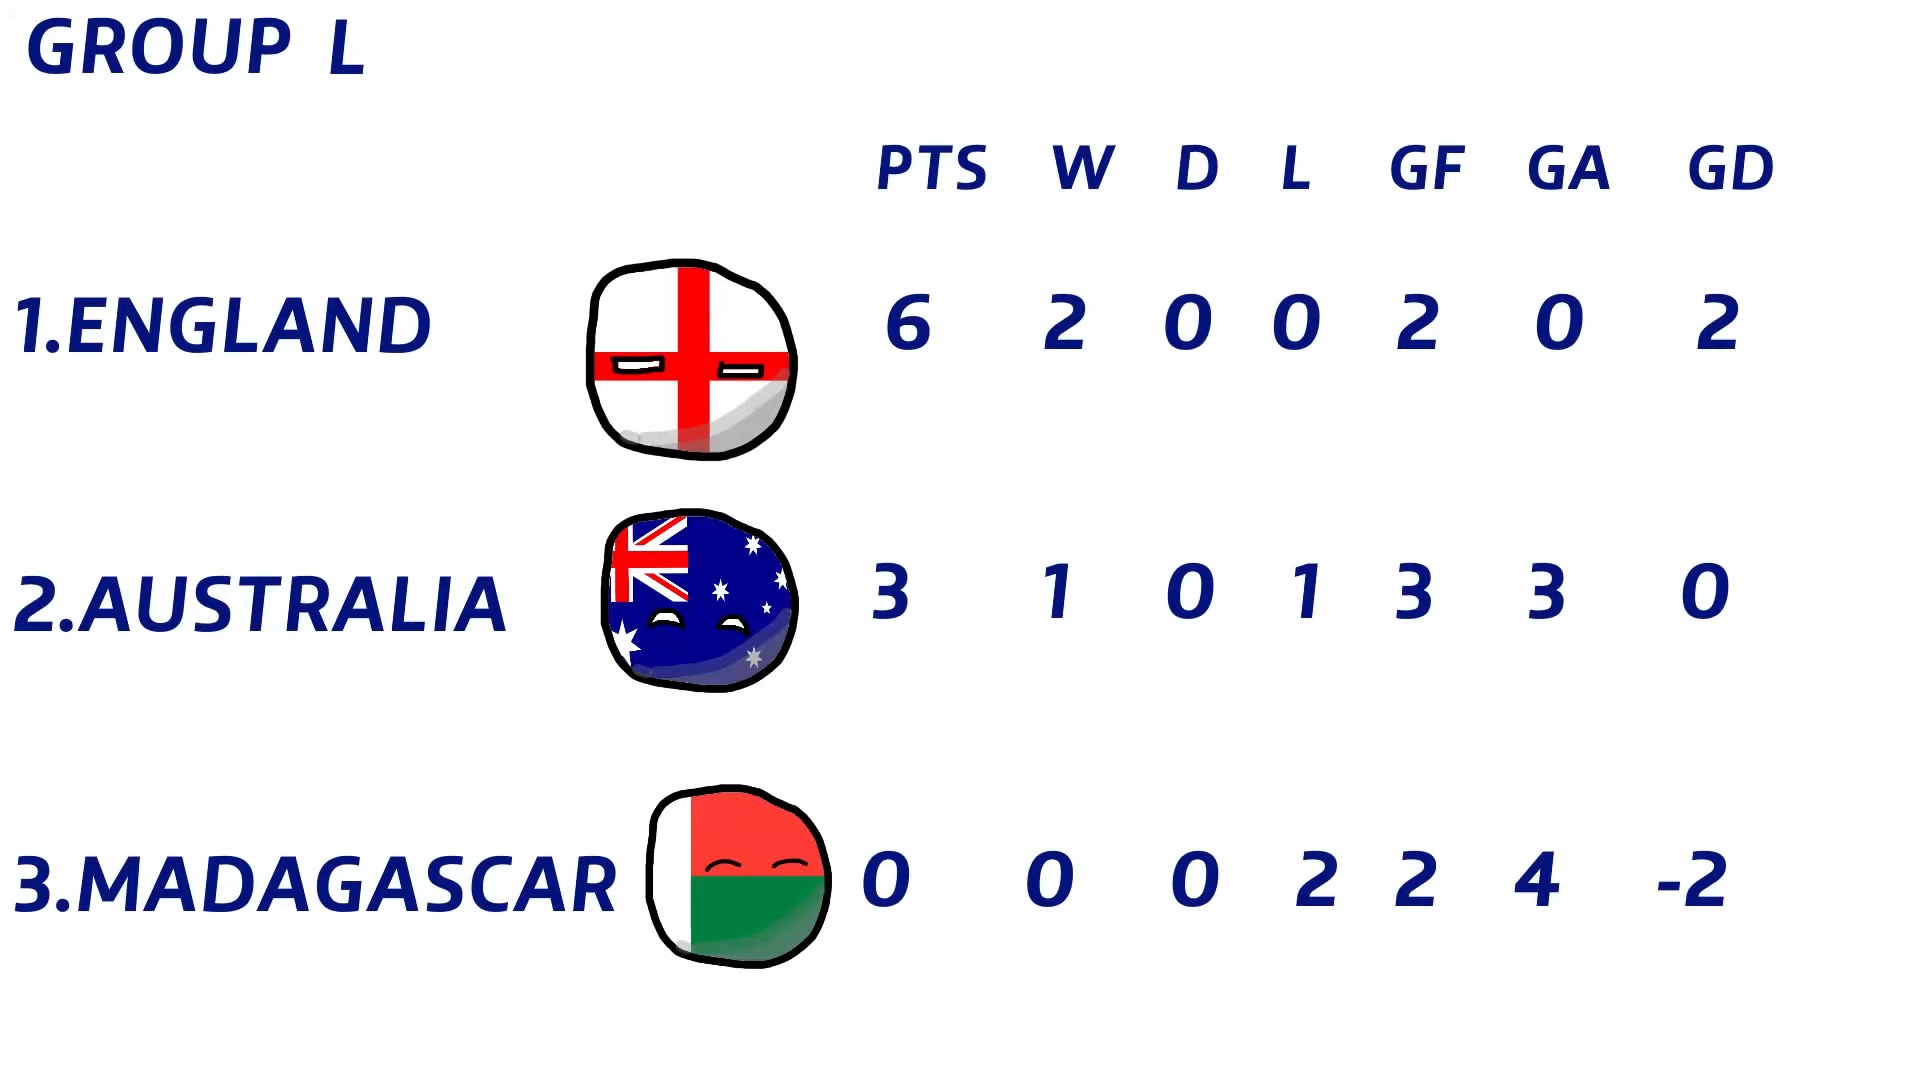 GROUP L
PTS W D L GF GA GD
1.ENGLAND 6 2 0 0 2 0 2
2.AUSTRALIA 3 1 0 1 3 3 0
3.MADAGASCAR 0 0 0 2 2 4 -2